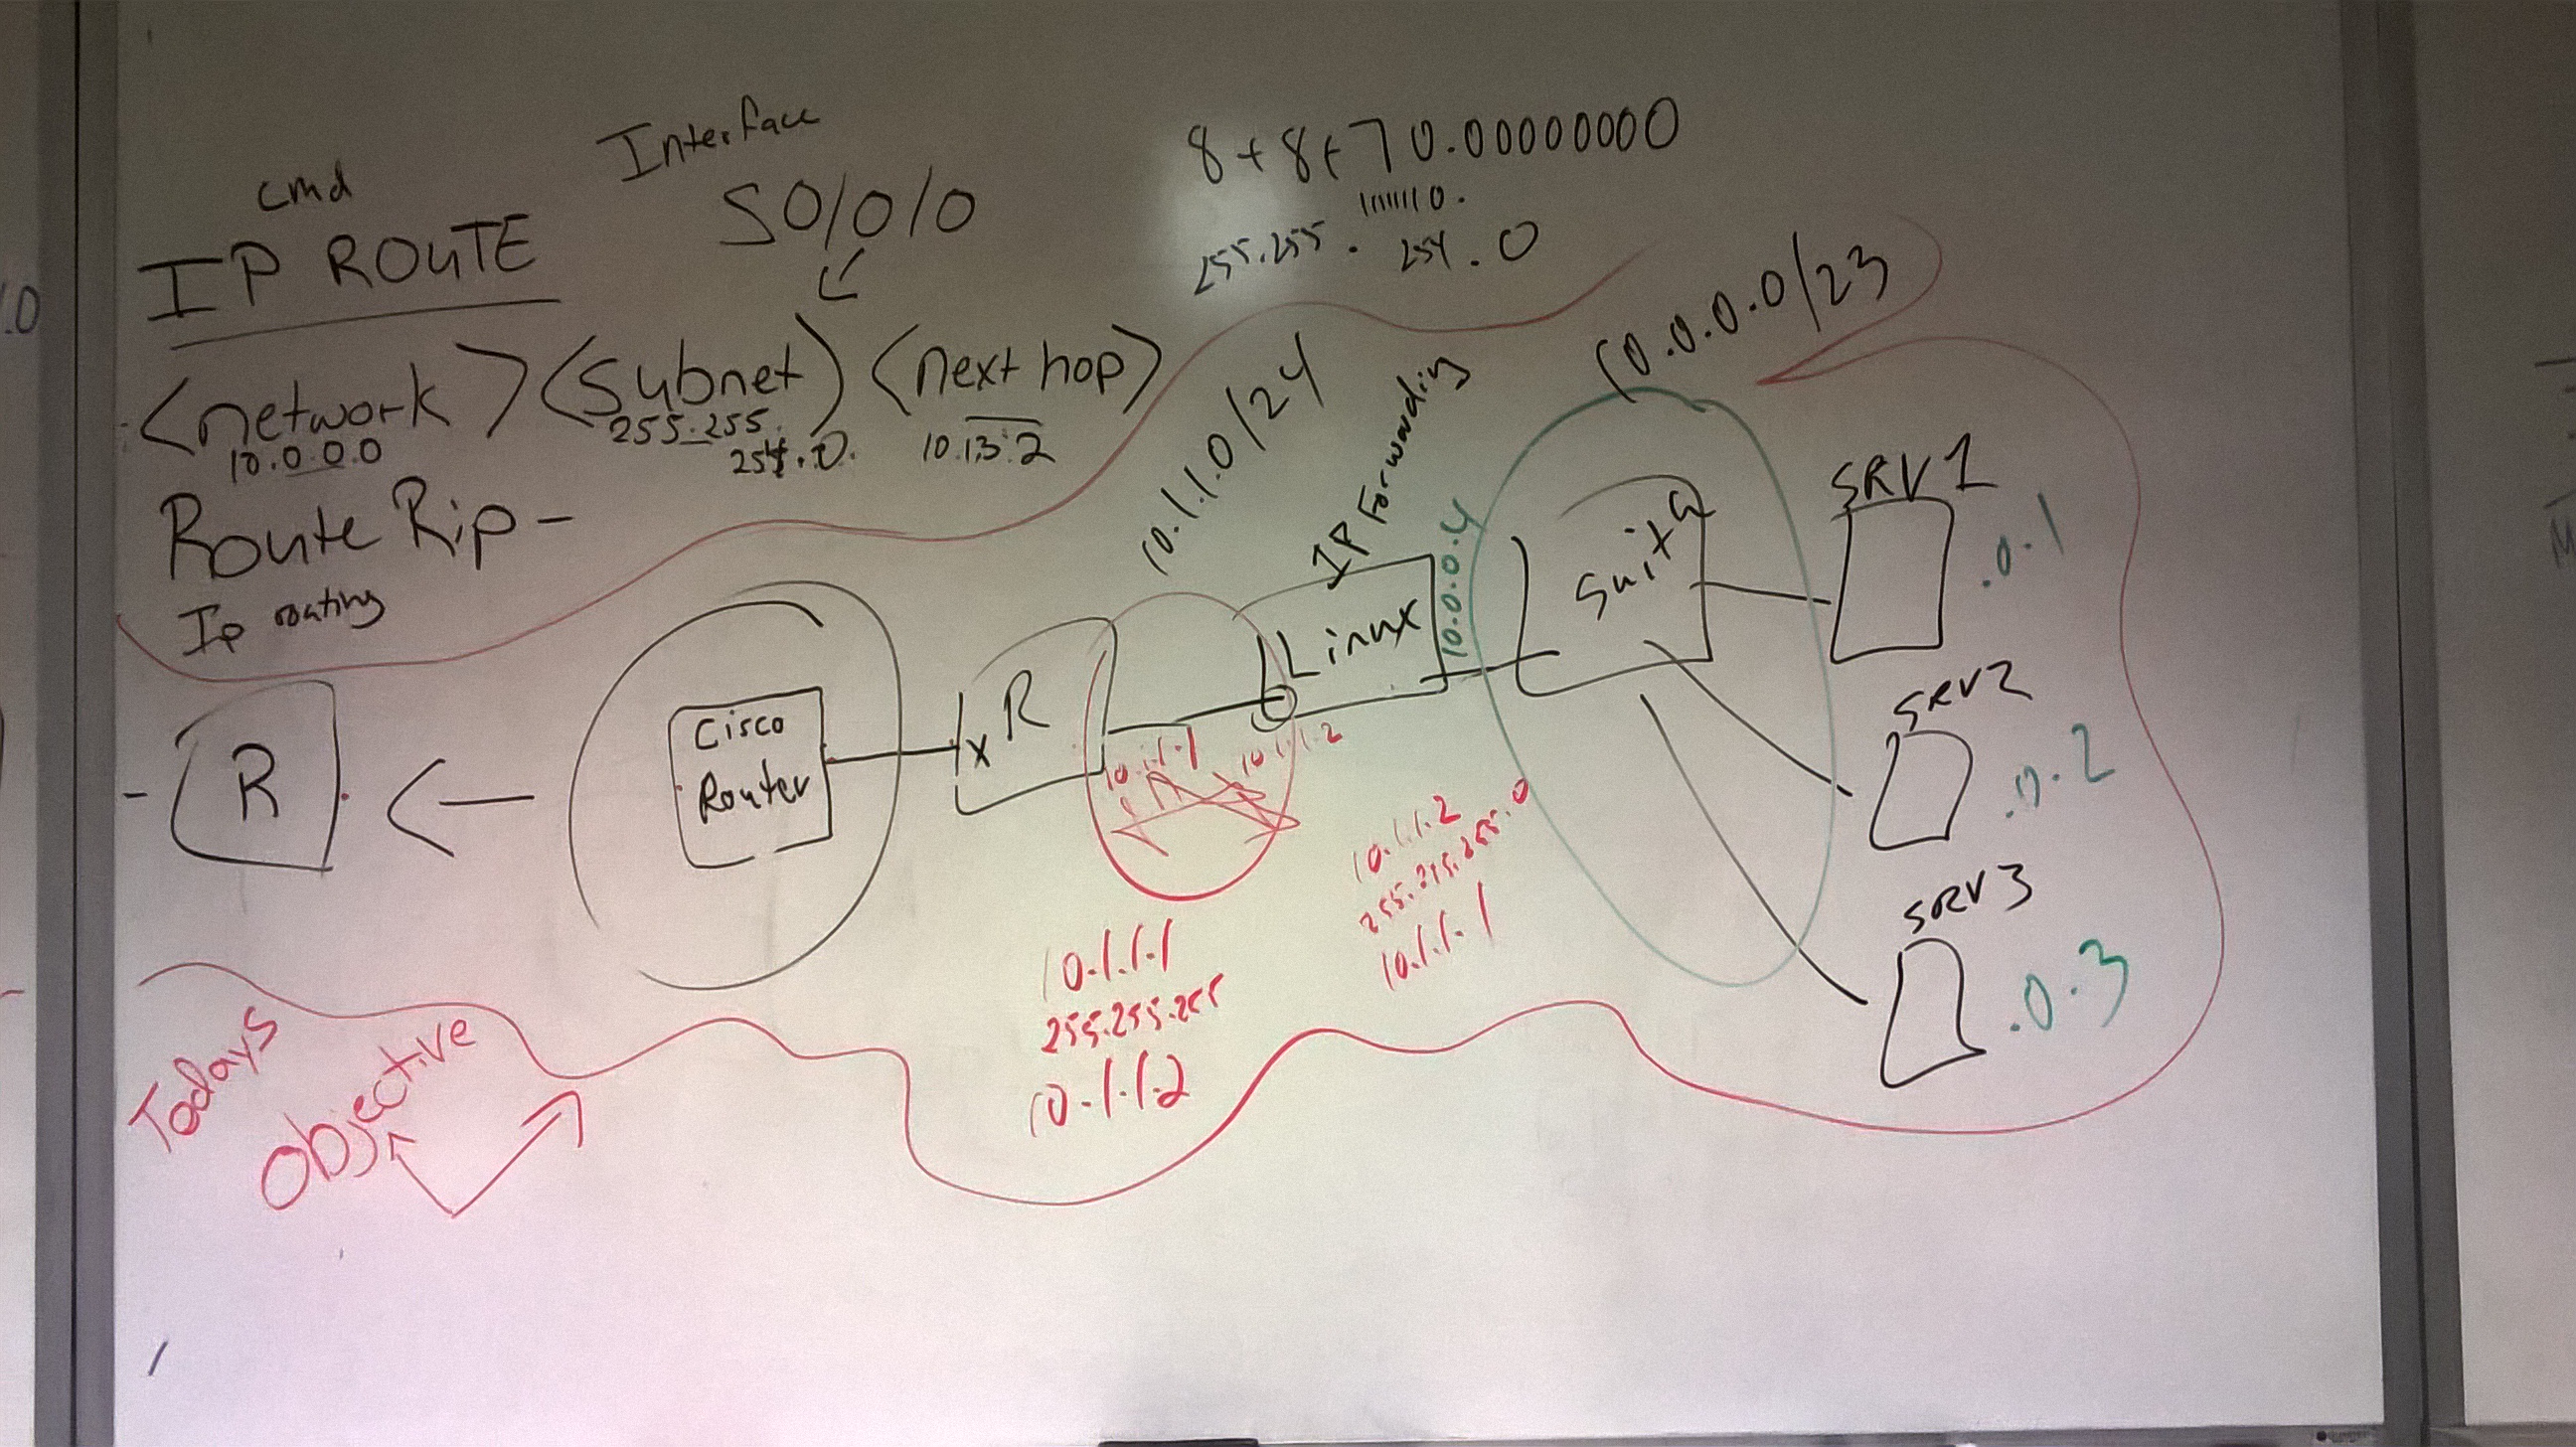 cmd
IP ROUTE
Interface
S0/0/0
<network> <subnet> <next hop>
10.0.0.0
255.255.
254.0.
10.1.3.2
Route Rip -
Ip routing
8+8+7 0.00000000
11111110.
255.255. 254.0
10.1.1.0/24
IP Forwarding
10.0.0.0/23
R
Cisco
Router
x R
Linux
10.0.0.4
10.1.1.1
10.1.1.2
SRV1
.0.1
SRV2
.0.2
SRV3
.0.3
10.1.1.2
255.255.255.0
10.1.1.1
10.1.1.1
255.255.255
10.1.1.2
Todays
Objective